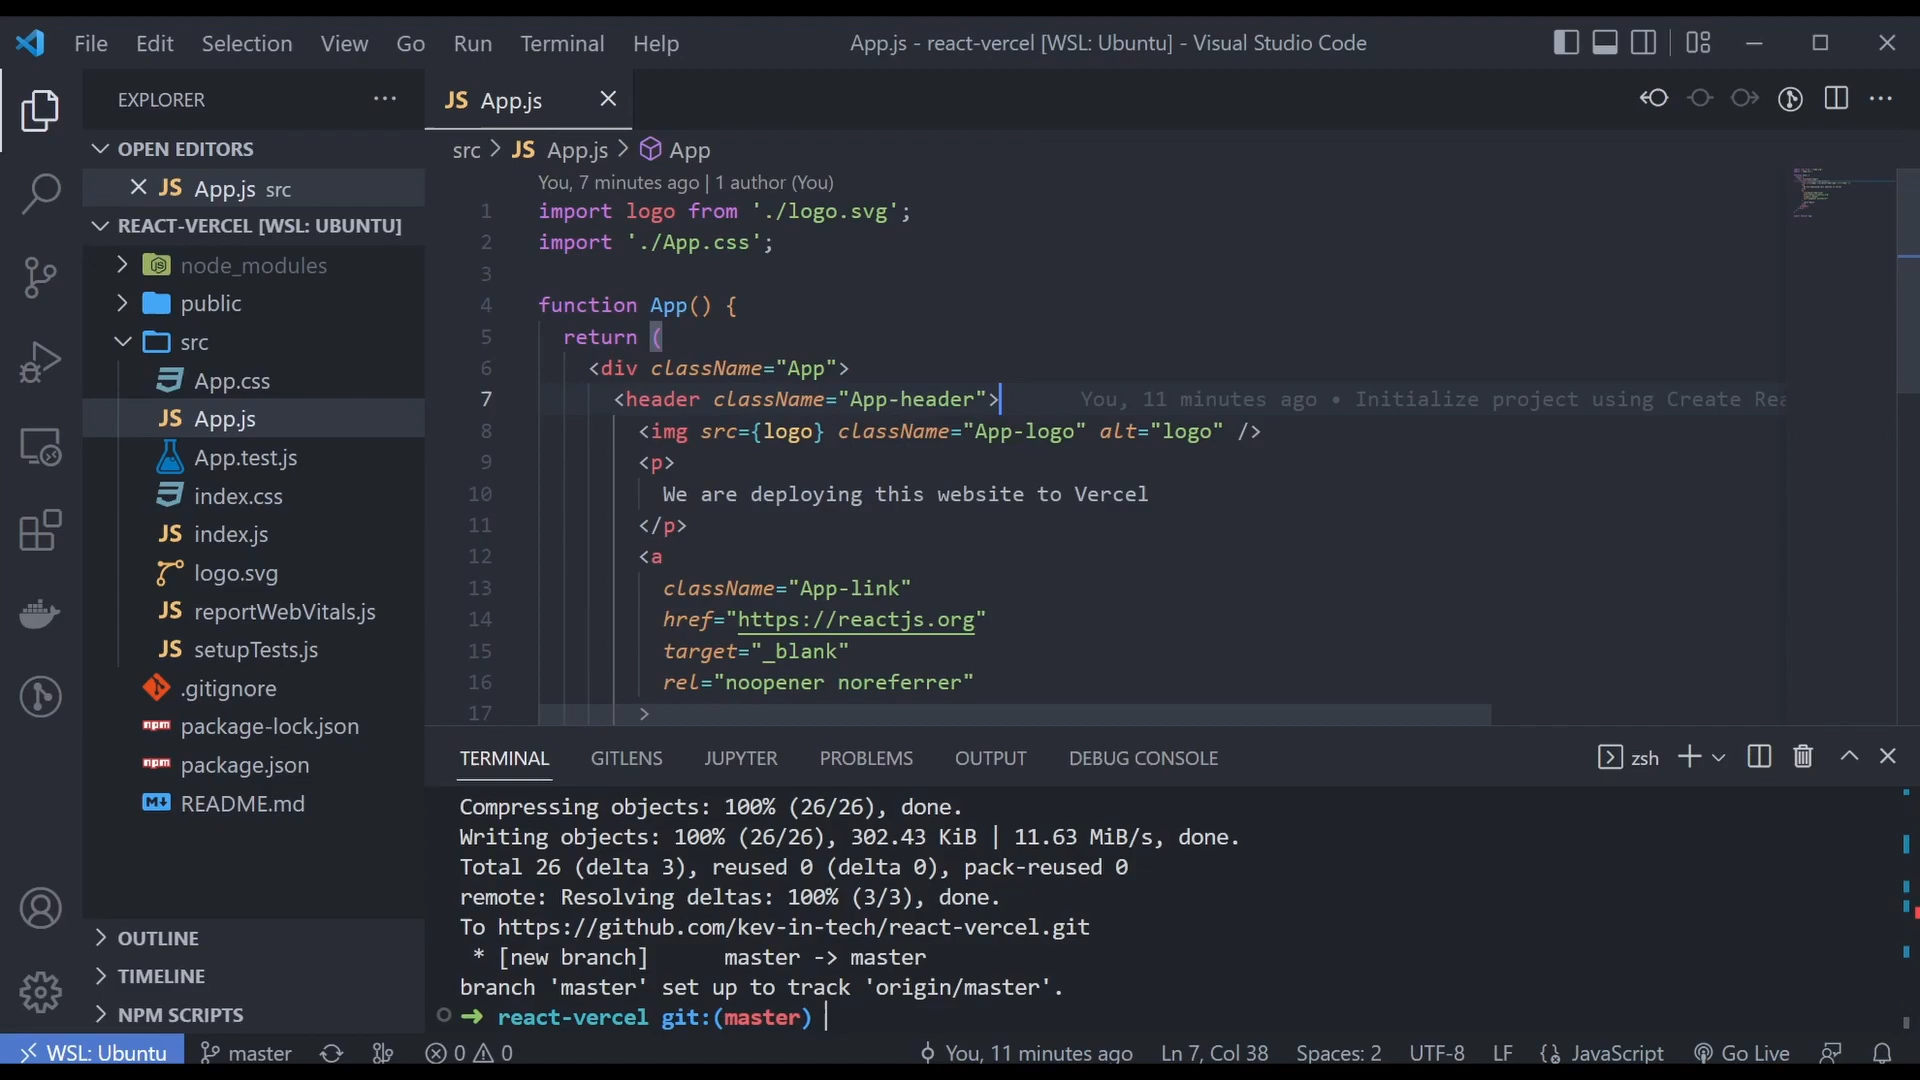 File Edit Selection View Go Run Terminal Help
App.js - react-vercel [WSL: Ubuntu] - Visual Studio Code
EXPLORER
OPEN EDITORS
JS App.js src
REACT-VERCEL [WSL: UBUNTU]
node_modules
public
src
App.css
JS App.js
App.test.js
index.css
JS index.js
logo.svg
JS reportWebVitals.js
JS setupTests.js
.gitignore
npm package-lock.json
npm package.json
README.md
OUTLINE
TIMELINE
NPM SCRIPTS
JS App.js
src > JS App.js > App
You, 7 minutes ago | 1 author (You)
1 import logo from './logo.svg';
2 import './App.css';
3
4 function App() {
5 return (
6 <div className="App">
7 <header className="App-header"> You, 11 minutes ago • Initialize project using Create Rea
8 <img src={logo} className="App-logo" alt="logo" />
9 <p>
10 We are deploying this website to Vercel
11 </p>
12 <a
13 className="App-link"
14 href="https://reactjs.org"
15 target="_blank"
16 rel="noopener noreferrer"
17 >
TERMINAL GITLENS JUPYTER PROBLEMS OUTPUT DEBUG CONSOLE
zsh
Compressing objects: 100% (26/26), done.
Writing objects: 100% (26/26), 302.43 KiB | 11.63 MiB/s, done.
Total 26 (delta 3), reused 0 (delta 0), pack-reused 0
remote: Resolving deltas: 100% (3/3), done.
To https://github.com/kev-in-tech/react-vercel.git
* [new branch] master -> master
branch 'master' set up to track 'origin/master'.
➜ react-vercel git:(master)
WSL: Ubuntu master 0 0 You, 11 minutes ago Ln 7, Col 38 Spaces: 2 UTF-8 LF JavaScript Go Live